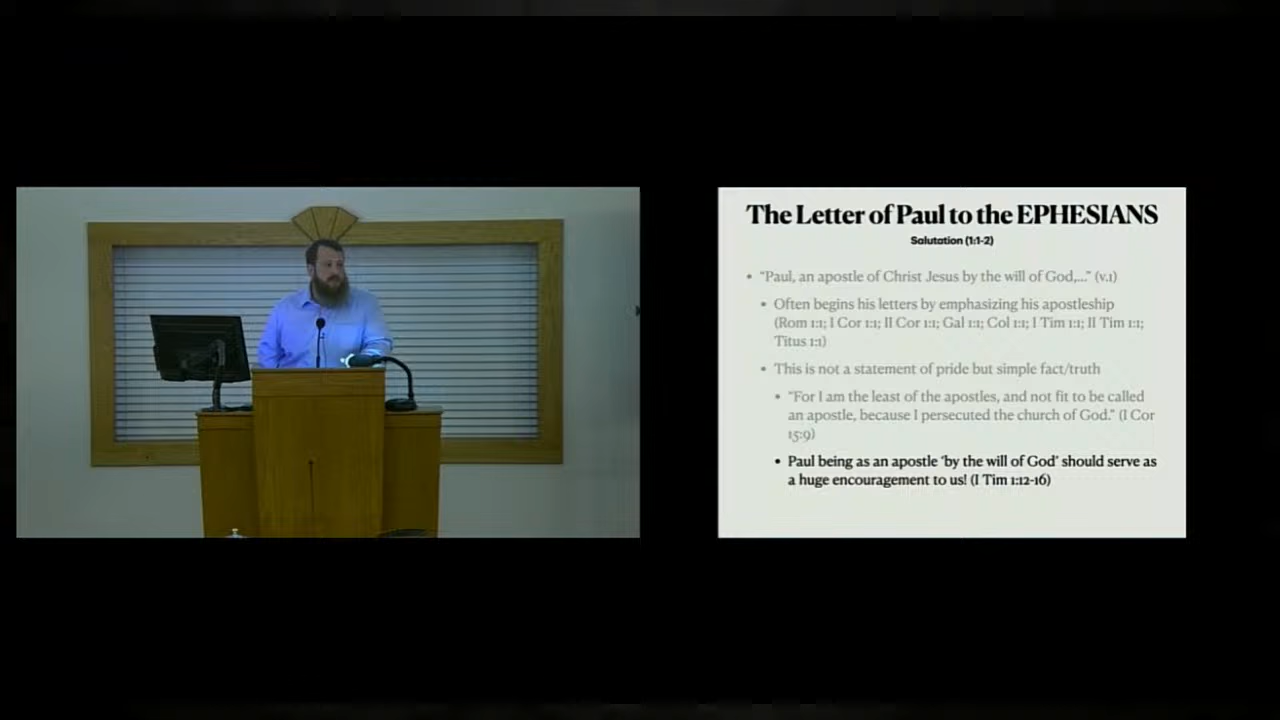 The Letter of Paul to the EPHESIANS
Salutation (1:1-2)
• “Paul, an apostle of Christ Jesus by the will of God,...” (v.1)
• Often begins his letters by emphasizing his apostleship
(Rom 1:1; I Cor 1:1; II Cor 1:1; Gal 1:1; Col 1:1; I Tim 1:1; II Tim 1:1;
Titus 1:1)
• This is not a statement of pride but simple fact/truth
• “For I am the least of the apostles, and not fit to be called
an apostle, because I persecuted the church of God.” (I Cor
15:9)
• Paul being as an apostle ‘by the will of God’ should serve as
a huge encouragement to us! (I Tim 1:12-16)